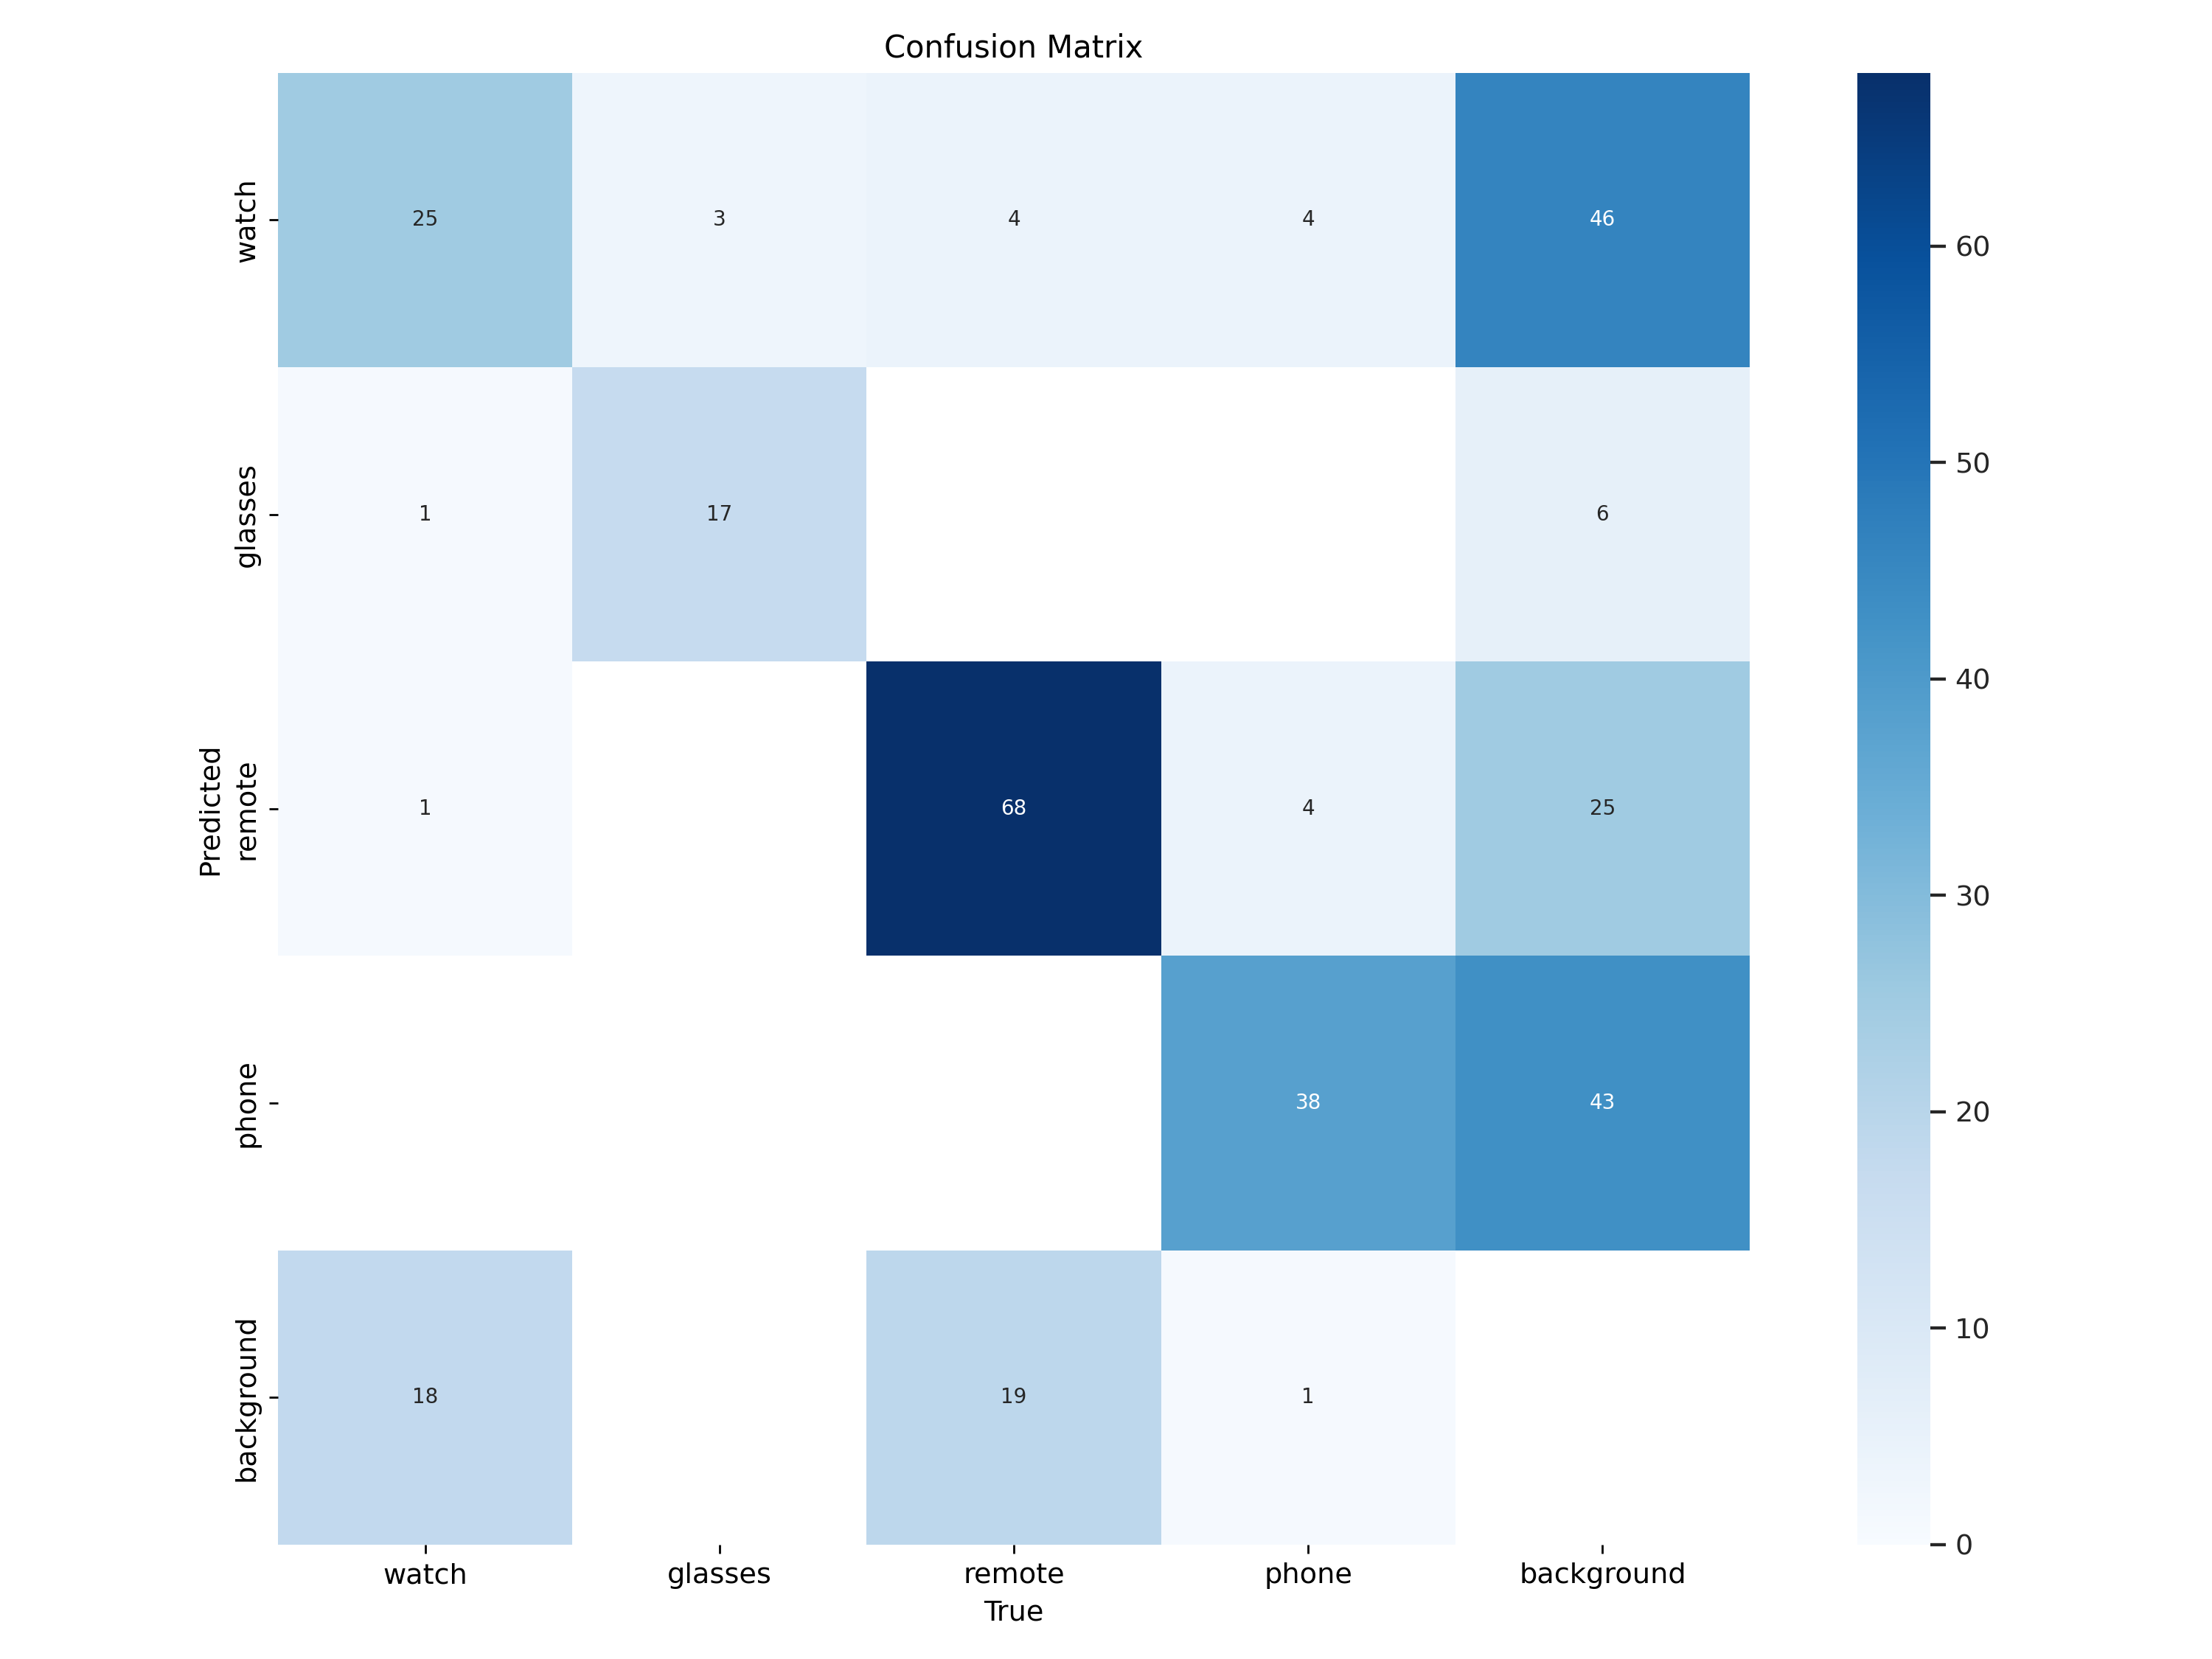 Confusion Matrix
watch
25
3
4
4
46
60
glasses
1
17
6
50
40
Predicted
remote
1
68
4
25
30
phone
38
43
20
background
18
19
1
10
0
watch
glasses
remote
phone
background
True